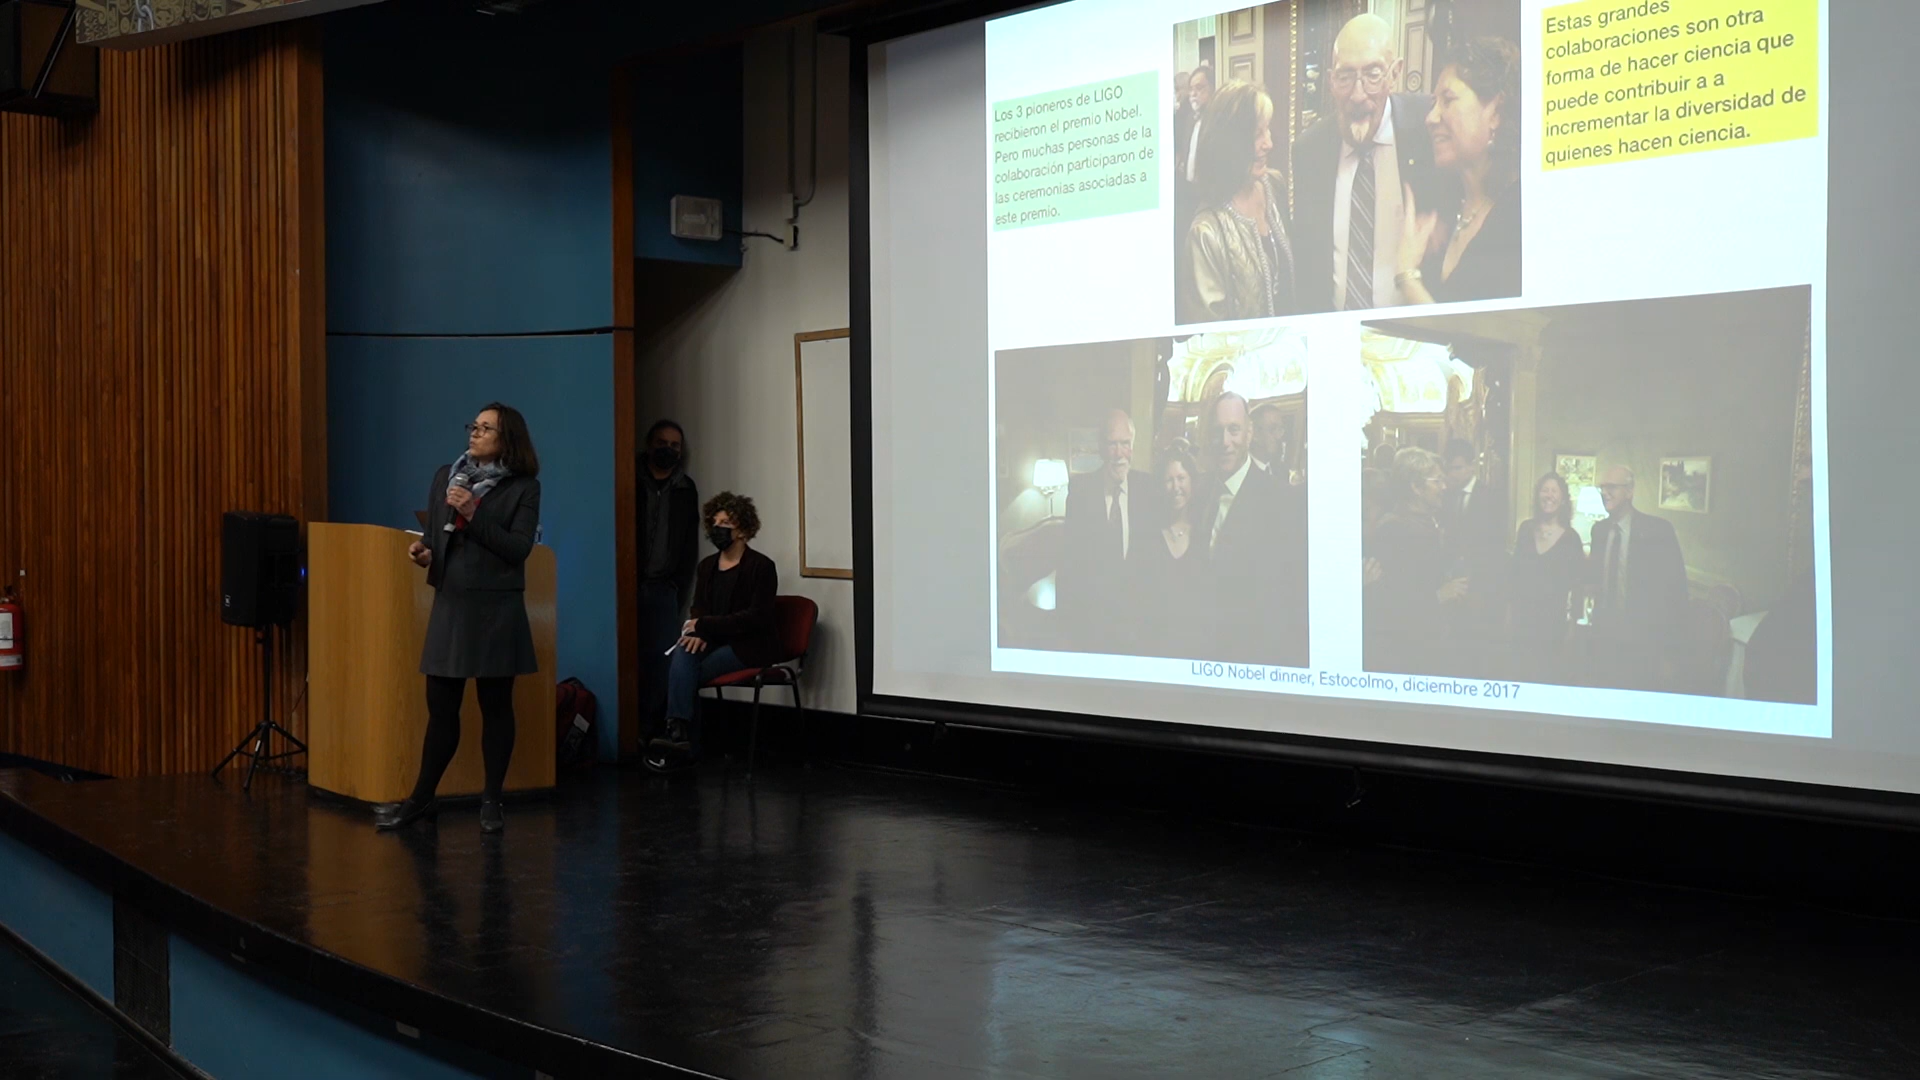 Los 3 pioneros de LIGO
recibieron el premio Nobel.
Pero muchas personas de la
colaboración participaron de
las ceremonias asociadas a
este premio.
Estas grandes
colaboraciones son otra
forma de hacer ciencia que
puede contribuir a a
incrementar la diversidad de
quienes hacen ciencia.
LIGO Nobel dinner, Estocolmo, diciembre 2017